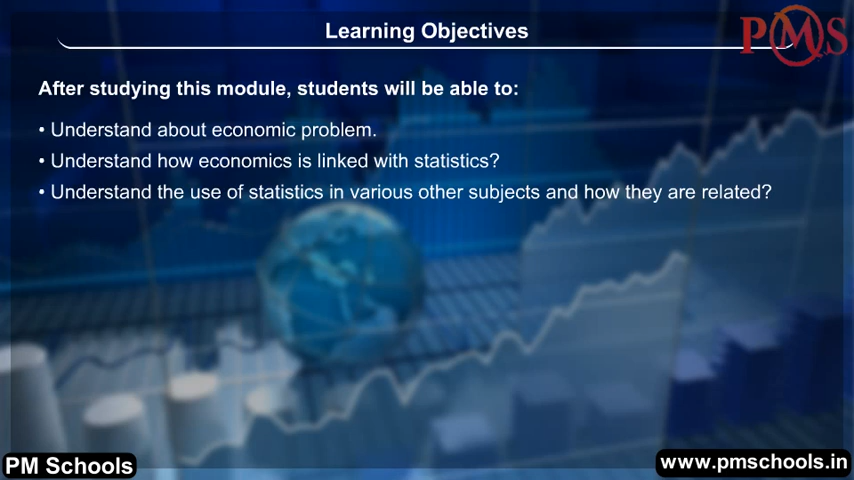 Learning Objectives
PMS
After studying this module, students will be able to:
• Understand about economic problem.
• Understand how economics is linked with statistics?
• Understand the use of statistics in various other subjects and how they are related?
PM Schools
www.pmschools.in